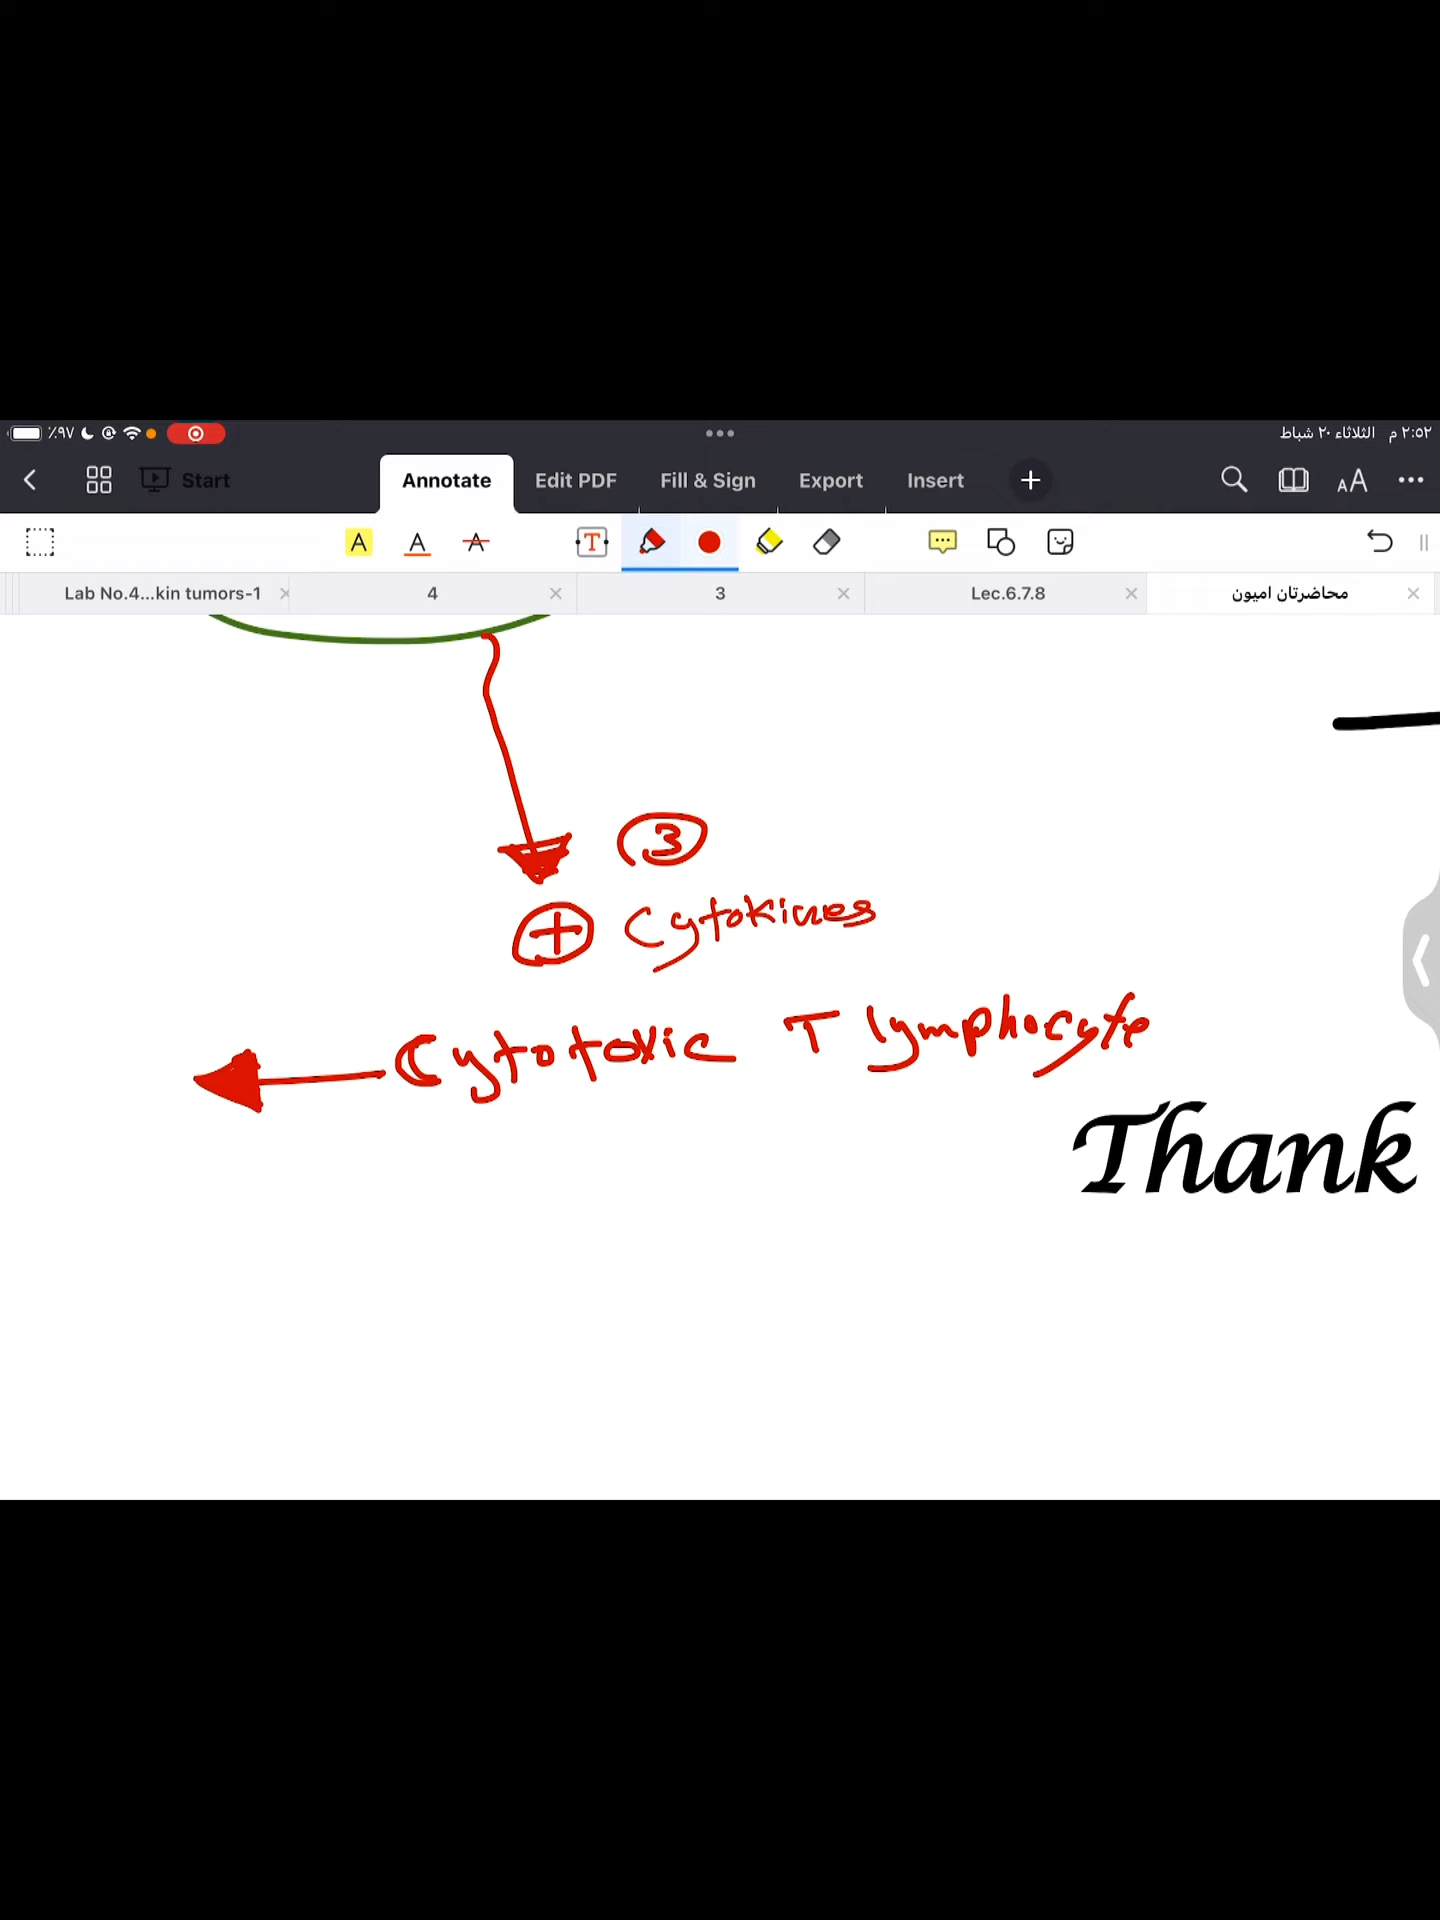 ٪٩٧
٢:٥٢ م الثلاثاء ٢٠ شباط
Start
Annotate
Edit PDF
Fill & Sign
Export
Insert
Lab No.4...kin tumors-1
4
3
Lec.6.7.8
محاضرتان اميون
3
+ Cytokines
Cytotoxic T lymphocyte
Thank